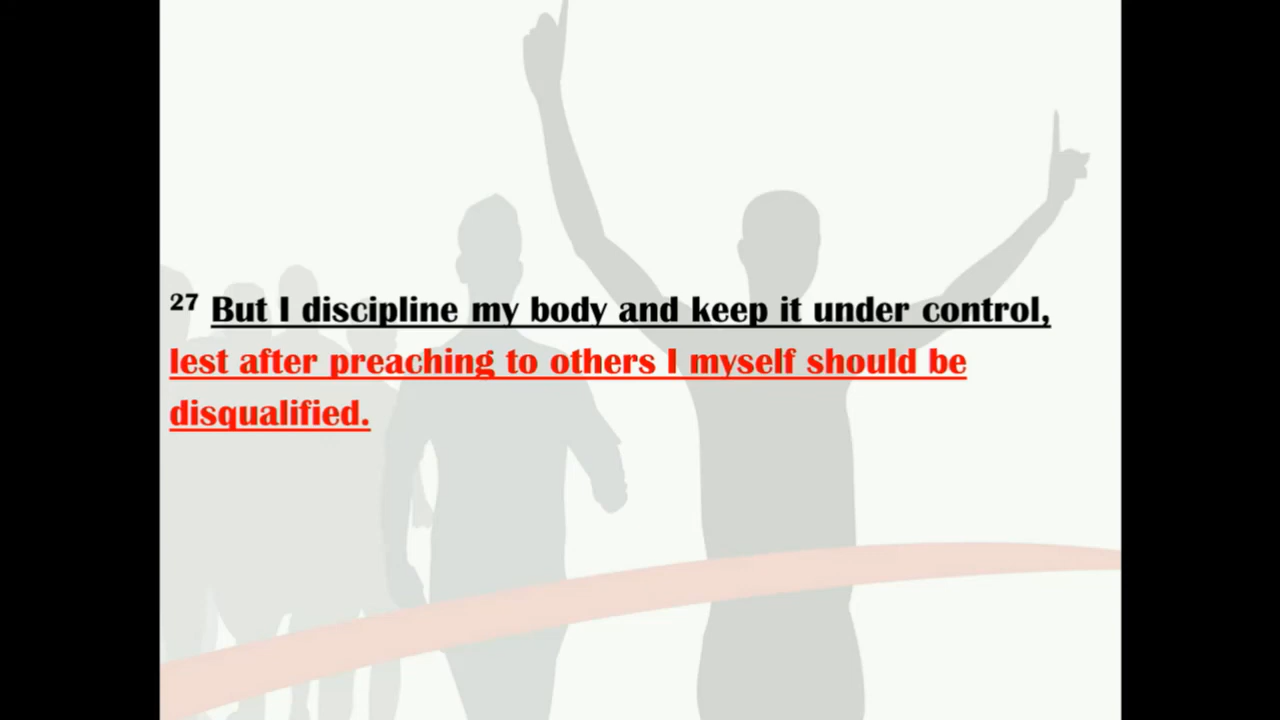 27 But I discipline my body and keep it under control,
lest after preaching to others I myself should be
disqualified.